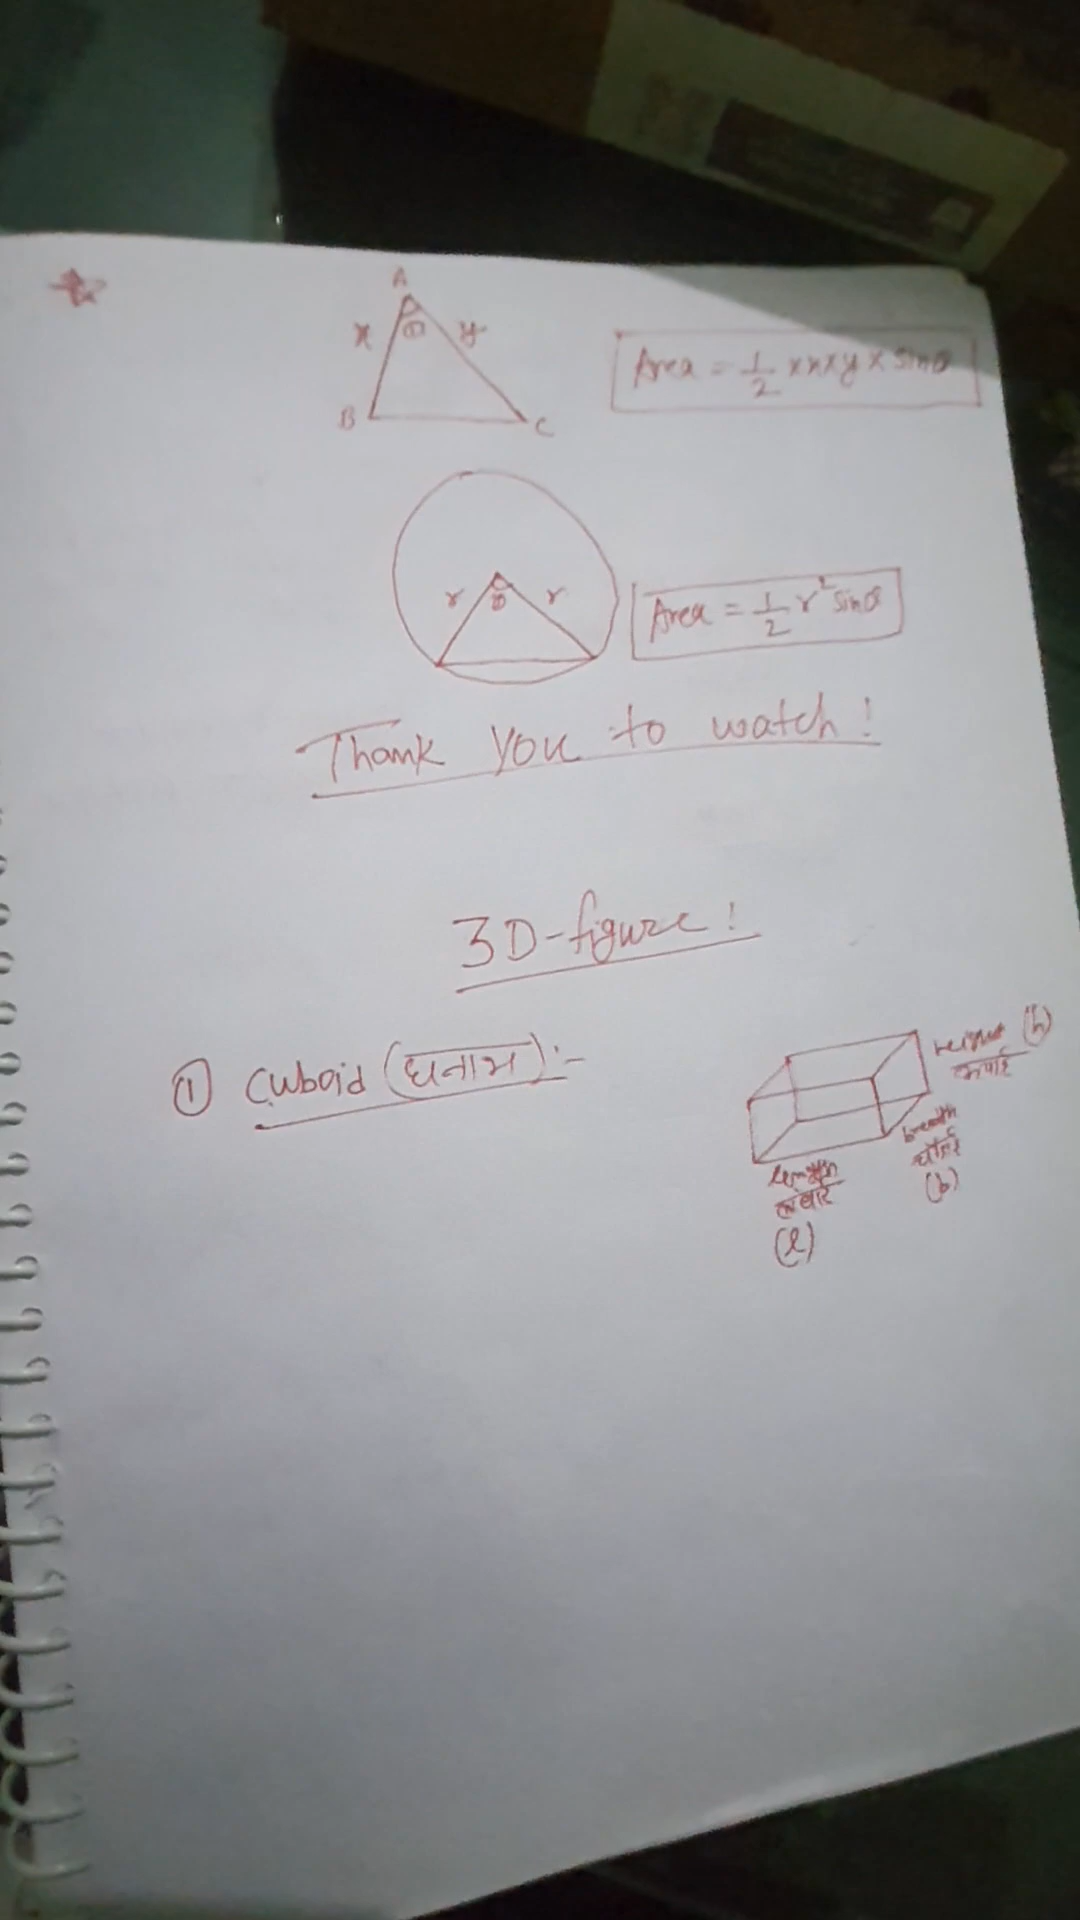 A
x θ y
B C
Area = 1/2 × x × y × sinθ
r θ r
Area = 1/2 r² sinθ
Thank you to watch!
3D-figure!
① Cuboid (घनाभ):-
height (h)
ऊंचाई
breadth
चौड़ाई
(b)
length
लंबाई
(l)